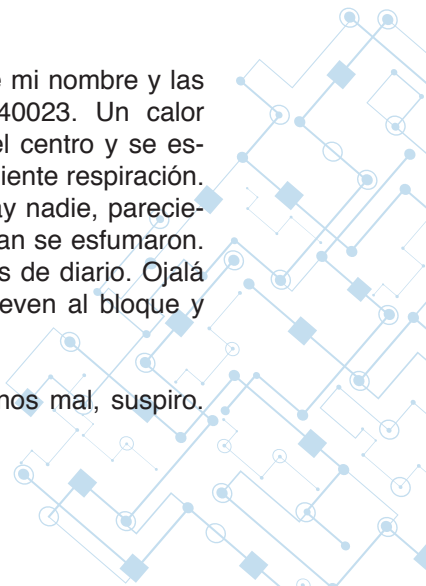 mi nombre y las
40023. Un calor
el centro y se es-
iente respiración.
ay nadie, parecie-
an se esfumaron.
s de diario. Ojalá
even al bloque y
nos mal, suspiro.